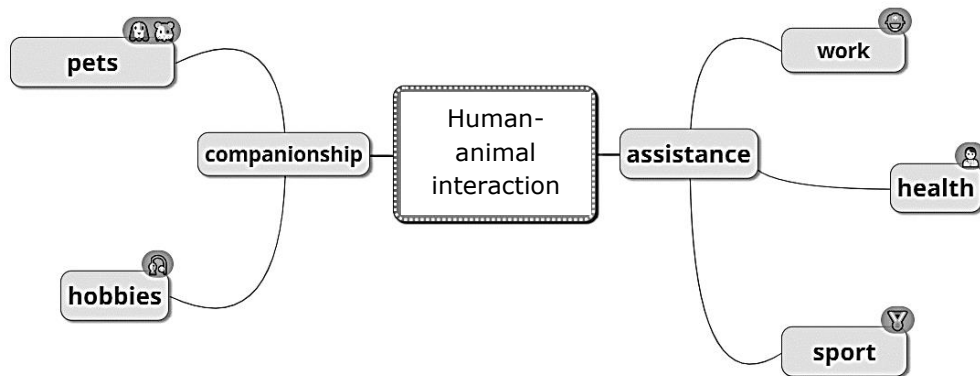 pets
companionship
hobbies
Human-
animal
interaction
assistance
work
health
sport